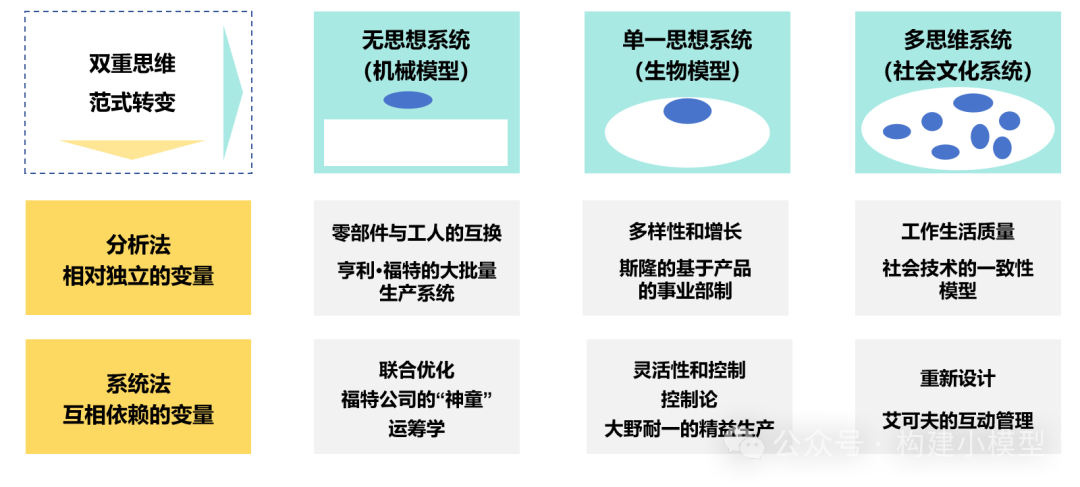 双重思维
范式转变
无思想系统
（机械模型）
单一思想系统
（生物模型）
多思维系统
（社会文化系统）
分析法
相对独立的变量
零部件与工人的互换
亨利·福特的大批量
生产系统
多样性和增长
斯隆的基于产品
的事业部制
工作生活质量
社会技术的一致性
模型
系统法
互相依赖的变量
联合优化
福特公司的“神童”
运筹学
灵活性和控制
控制论
大野耐一的精益生产
重新设计
艾可夫的互动管理
公众号 · 构建小模型